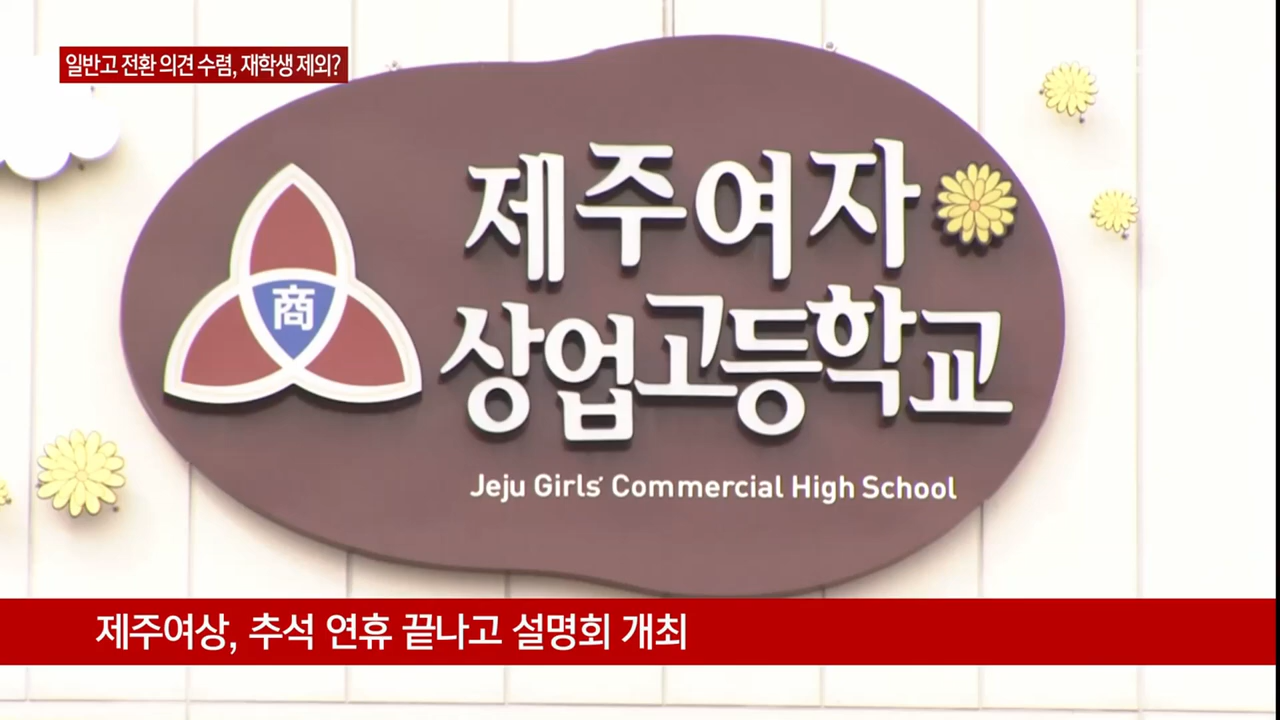 일반고 전환 의견 수렴, 재학생 제외?
제주여자
상업고등학교
商
Jeju Girls' Commercial High School
제주여상, 추석 연휴 끝나고 설명회 개최